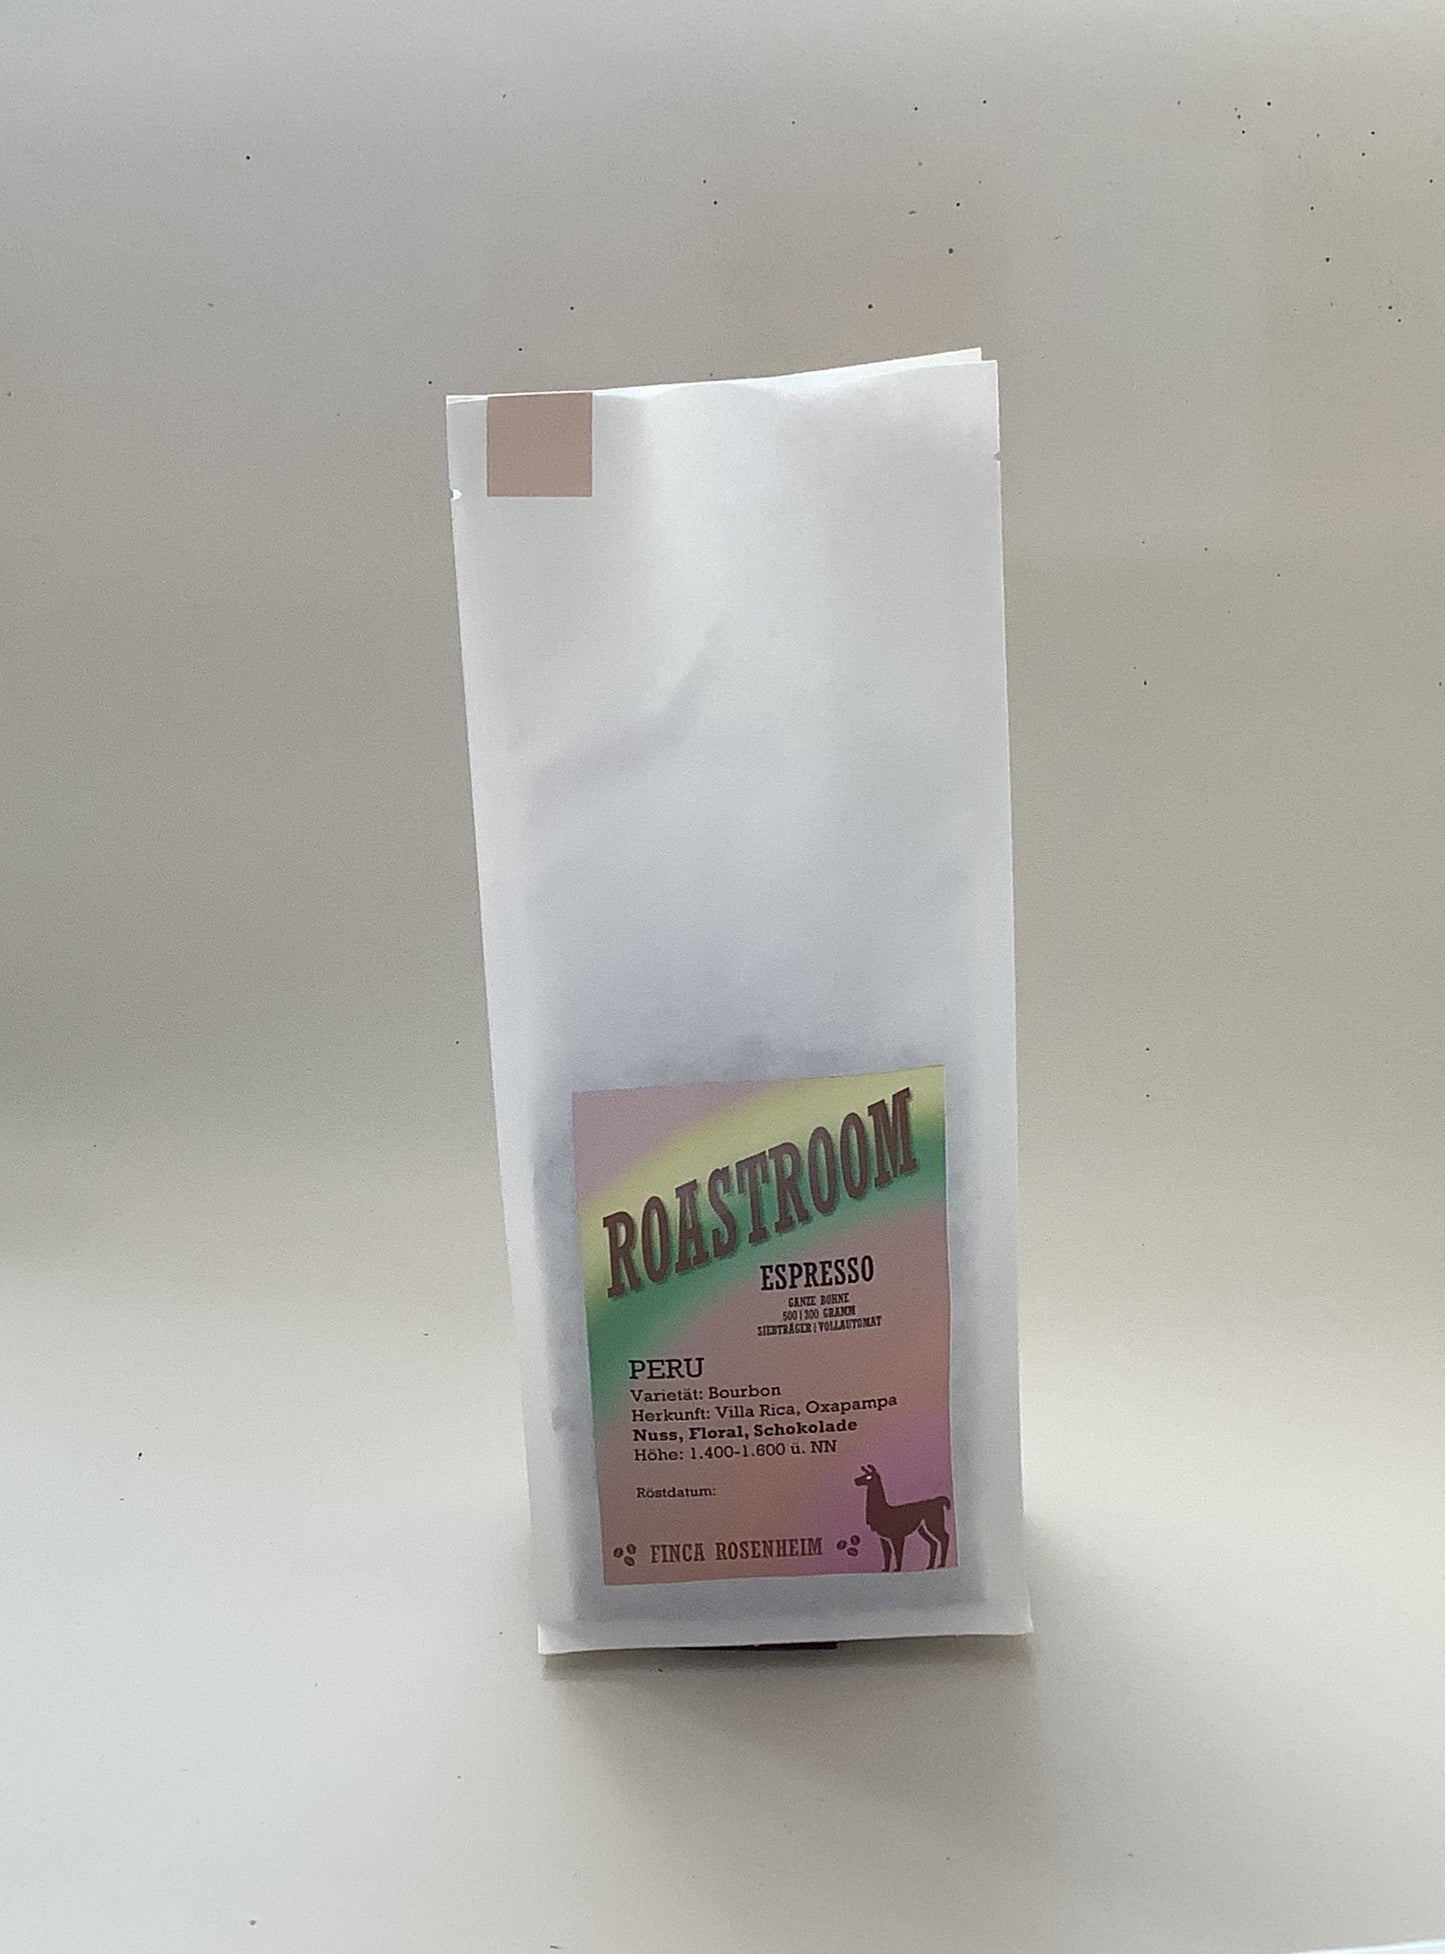 ROASTROOM
ESPRESSO
GANZE BOHNE
500 | 300 GRAMM
SIEBTRÄGER | VOLLAUTOMAT
PERU
Varietät: Bourbon
Herkunft: Villa Rica, Oxapampa
Nuss, Floral, Schokolade
Höhe: 1.400-1.600 ü. NN
Röstdatum:
FINCA ROSENHEIM